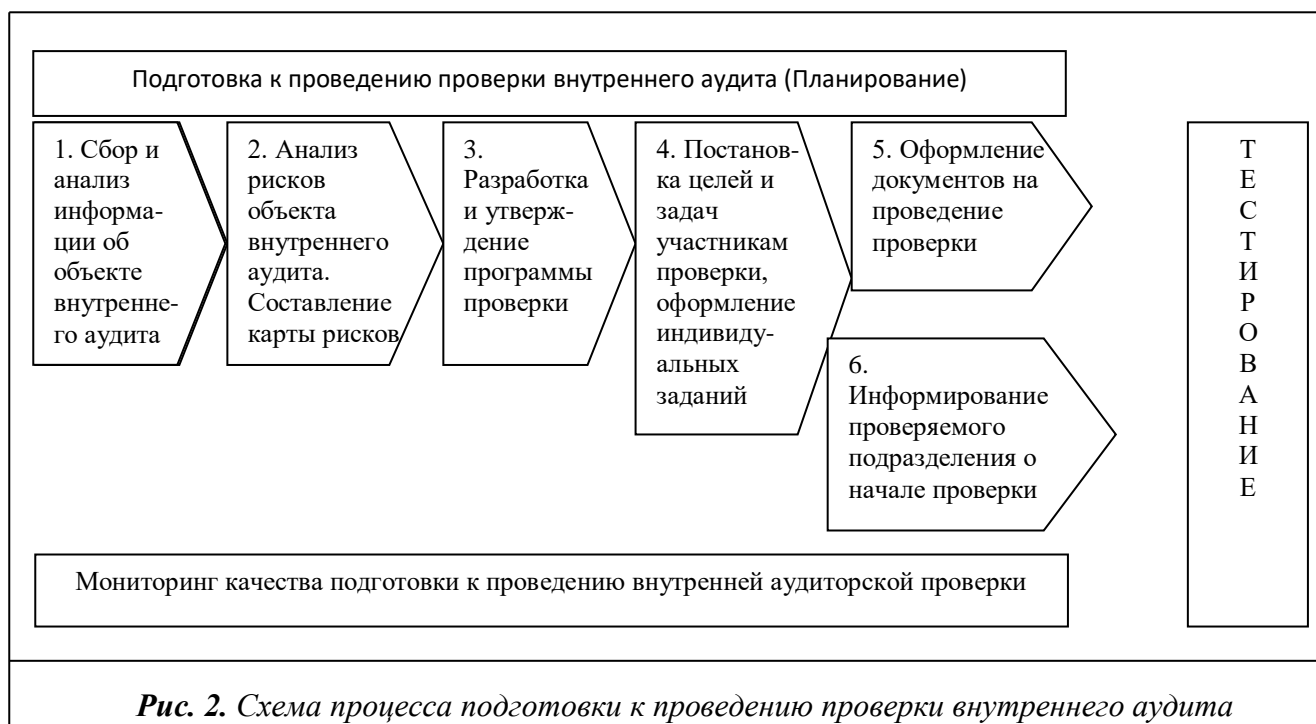 Подготовка к проведению проверки внутреннего аудита (Планирование)
1. Сбор и
анализ
информа-
ции об
объекте
внутренне-
го аудита
2. Анализ
рисков
объекта
внутреннего
аудита.
Составление
карты рисков
3.
Разработка
и утверж-
дение
программы
проверки
4. Постанов-
ка целей и
задач
участникам
проверки,
оформление
индивиду-
альных
заданий
5. Оформление
документов на
проведение
проверки
6.
Информирование
проверяемого
подразделения о
начале проверки
Т
Е
С
Т
И
Р
О
В
А
Н
И
Е
Мониторинг качества подготовки к проведению внутренней аудиторской проверки
Рис. 2. Схема процесса подготовки к проведению проверки внутреннего аудита